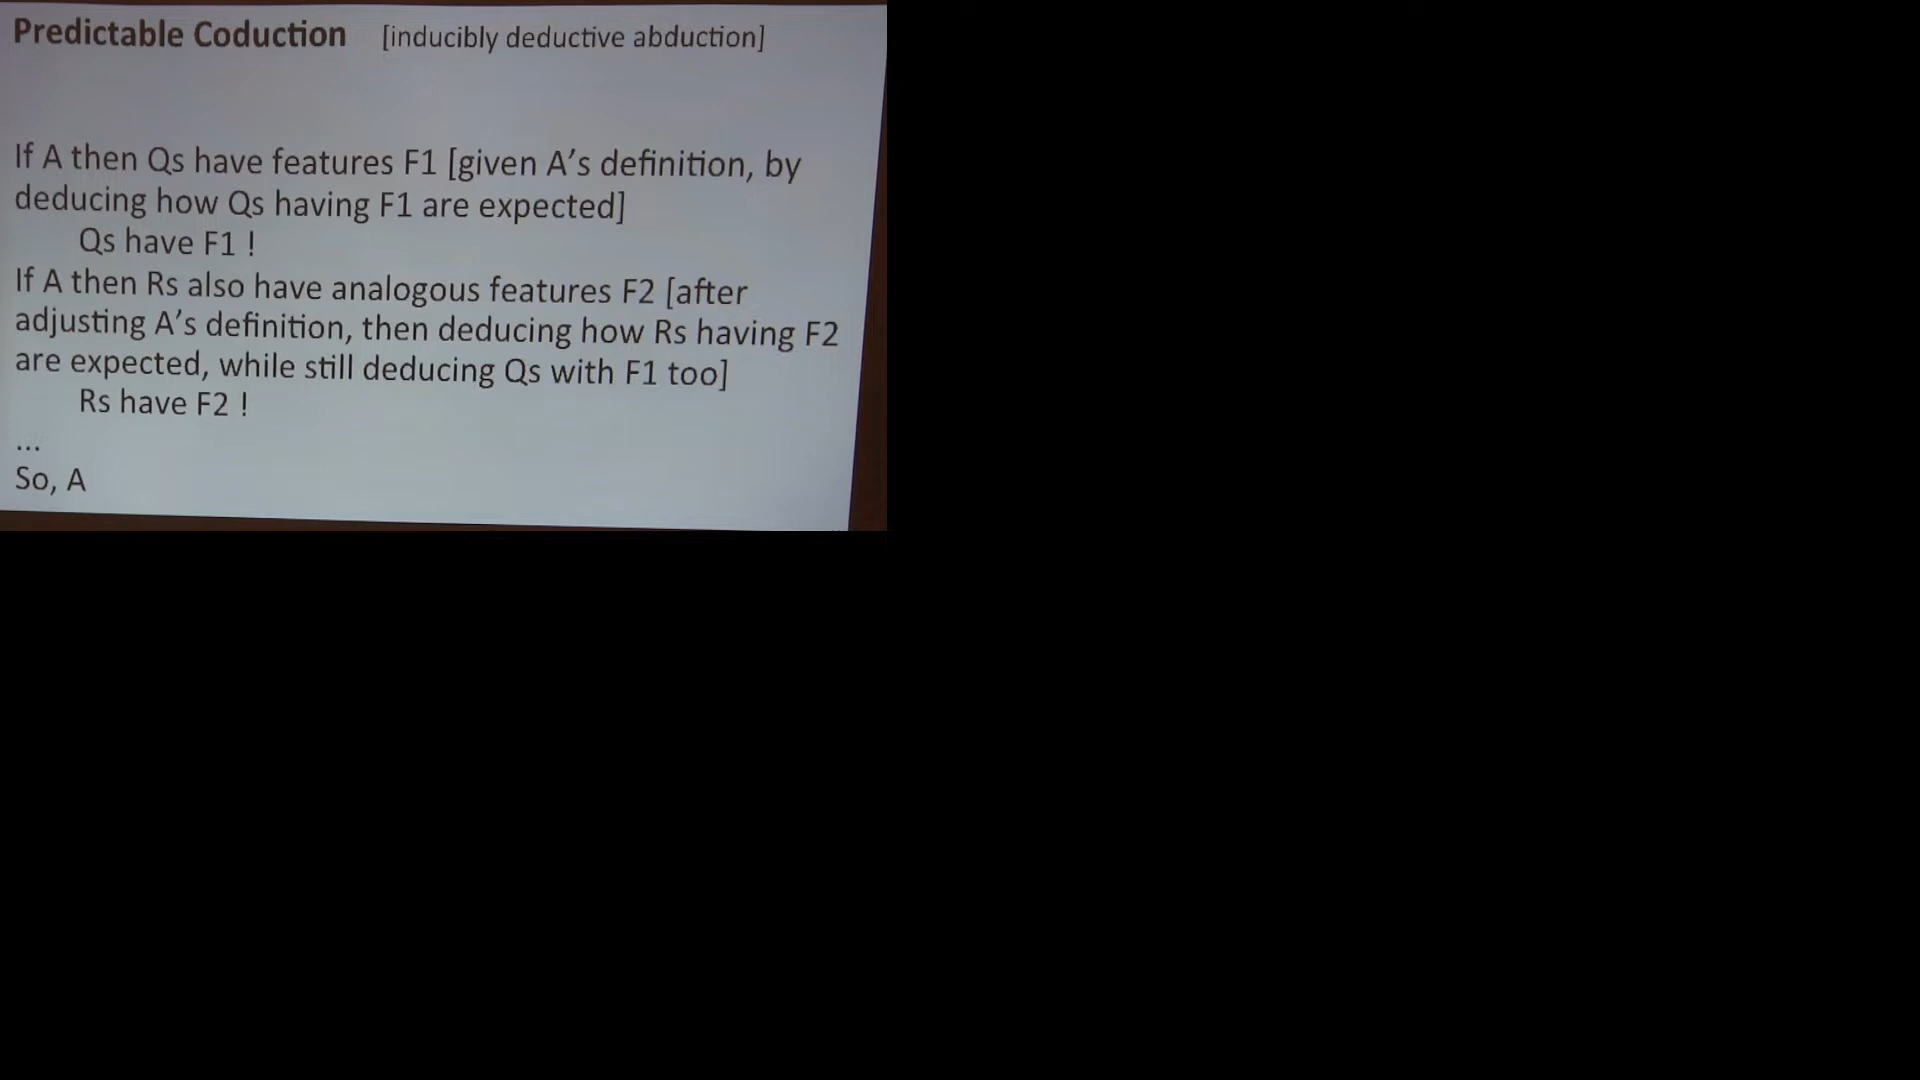 Predictable Coduction [inducibly deductive abduction]
If A then Qs have features F1 [given A's definition, by
deducing how Qs having F1 are expected]
Qs have F1 !
If A then Rs also have analogous features F2 [after
adjusting A's definition, then deducing how Rs having F2
are expected, while still deducing Qs with F1 too]
Rs have F2 !
...
So, A